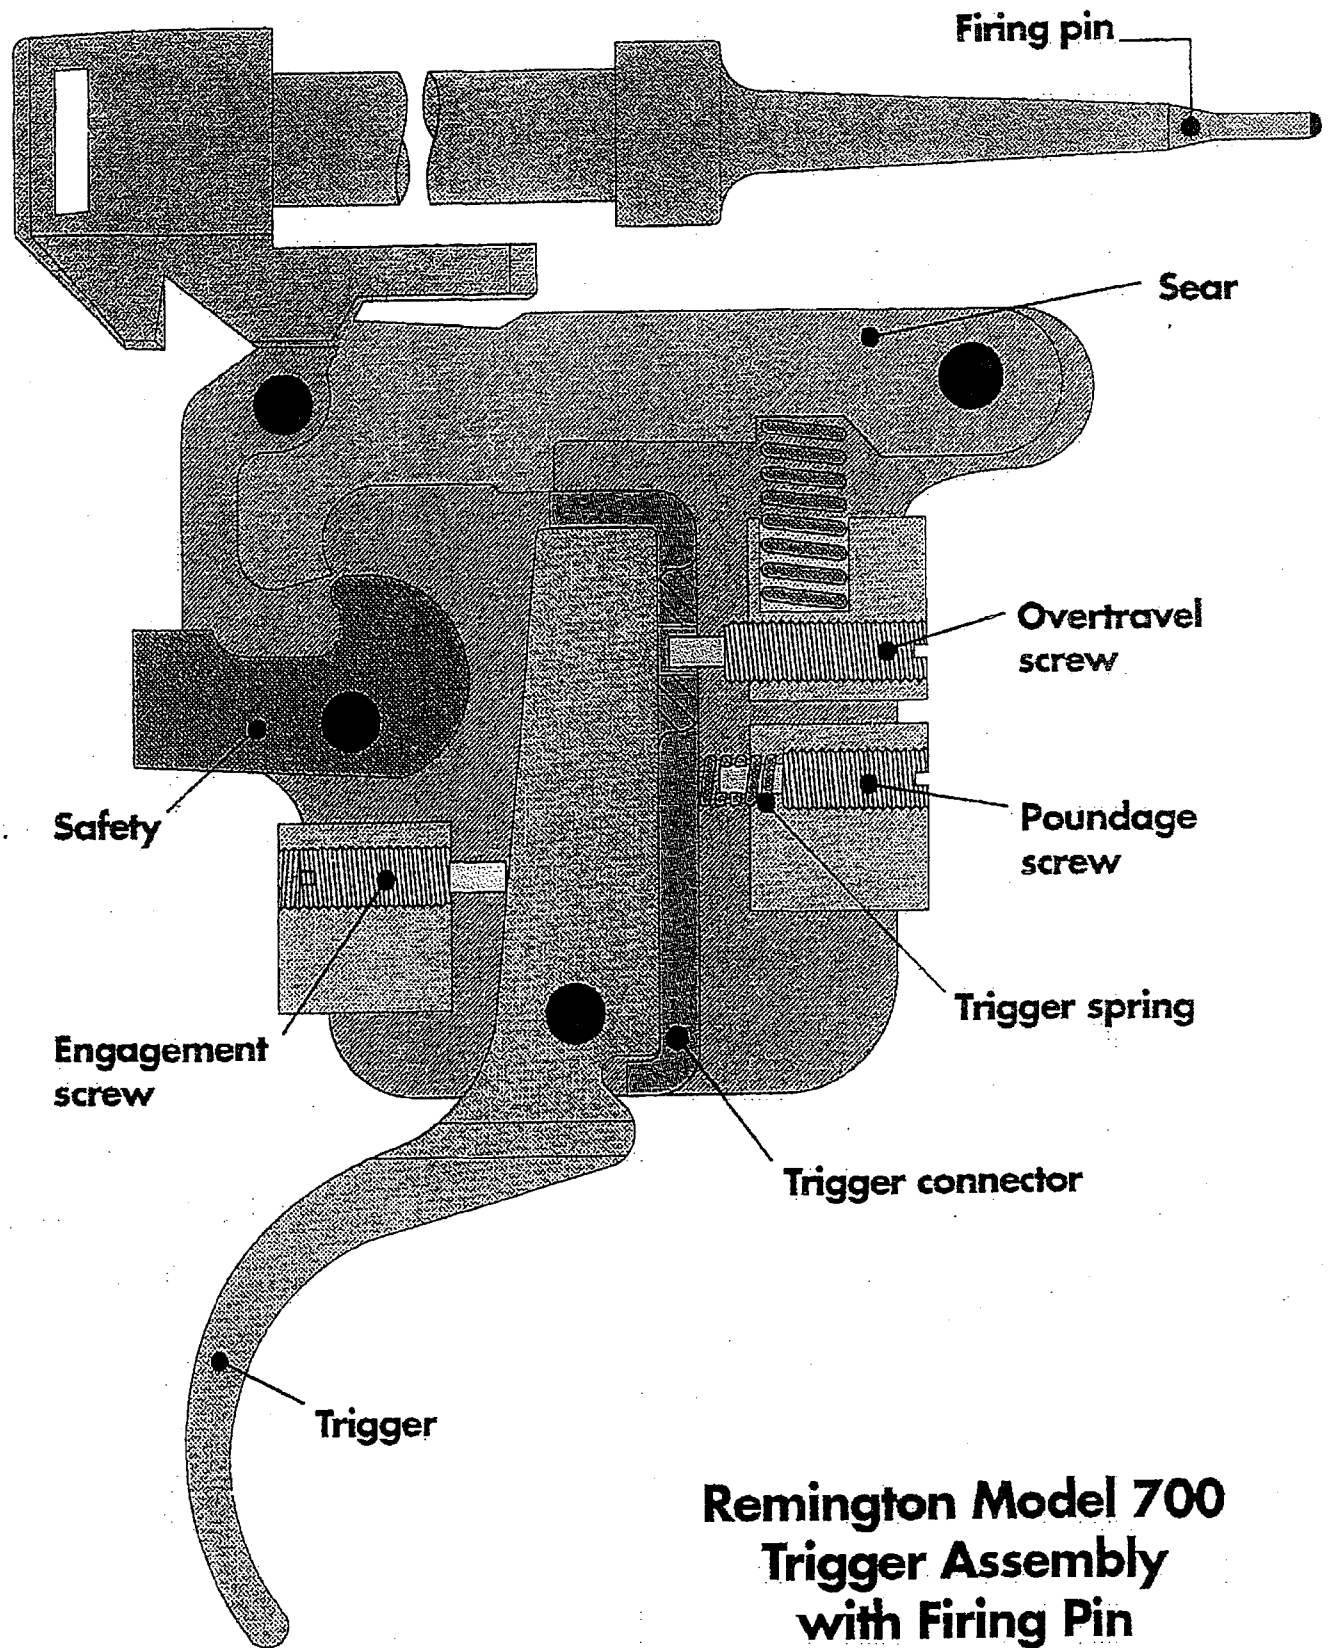 Firing pin
Sear
Overtravel
screw
Poundage
screw
Safety
Trigger spring
Engagement
screw
Trigger connector
Trigger
Remington Model 700
Trigger Assembly
with Firing Pin